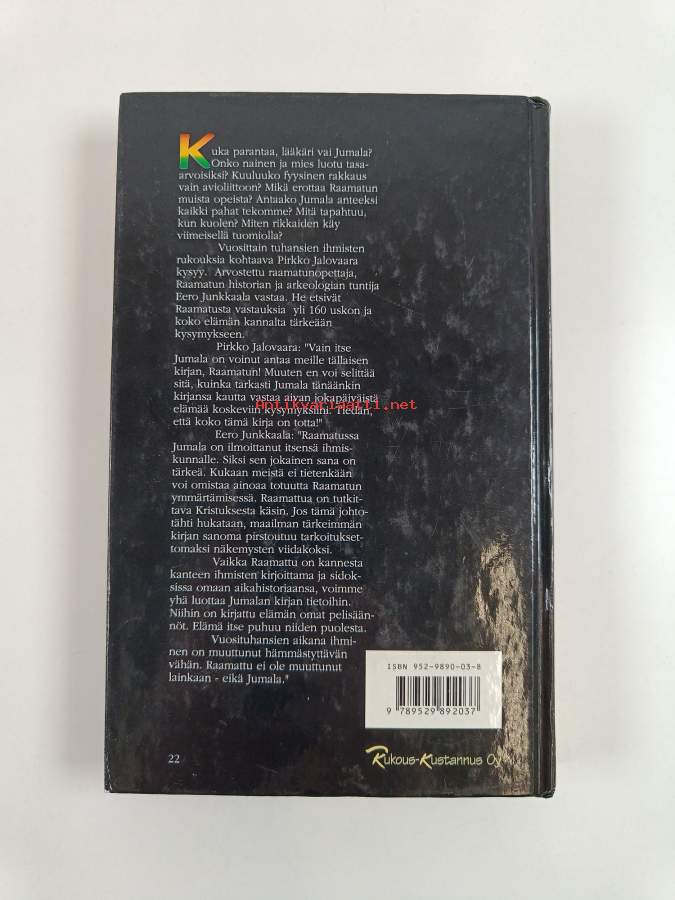 Kuka parantaa, lääkäri vai Jumala?
Onko nainen ja mies luotu tasa-
arvoisiksi? Kuuluuko fyysinen rakkaus
vain avioliittoon? Mikä erottaa Raamatun
muista opeista? Antaako Jumala anteeksi
kaikki pahat tekomme? Mitä tapahtuu,
kun kuolen? Miten rikkaiden käy
viimeisellä tuomiolla?
Vuosittain tuhansien ihmisten
rukouksia kohtaava Pirkko Jalovaara
kysyy. Arvostettu raamatunopettaja,
Raamatun historian ja arkeologian tuntija
Eero Junkkaala vastaa. He etsivät
Raamatusta vastauksia yli 160 uskon ja
koko elämän kannalta tärkeään
kysymykseen.
Pirkko Jalovaara: "Vain itse
Jumala on voinut antaa meille tällaisen
kirjan, Raamatun! Muuten en voi selittää
sitä, kuinka tarkasti Jumala tänäänkin
kirjansa kautta vastaa aivan jokapäiväistä
Antikvariaatti.net
elämää koskeviin kysymyksiini. Tiedän,
että koko tämä kirja on totta!"
Eero Junkkaala: "Raamatussa
Jumala on ilmoittanut itsensä ihmis-
kunnalle. Siksi sen jokainen sana on
tärkeä. Kukaan meistä ei tietenkään
voi omistaa ainoaa totuutta Raamatun
ymmärtämisessä. Raamattua on tutkit-
tava Kristuksesta käsin. Jos tämä johto-
tähti hukataan, maailman tärkeimmän
kirjan sanoma pirstoutuu tarkoitukset-
tomaksi näkemysten viidakoksi.
Vaikka Raamattu on kannesta
kanteen ihmisten kirjoittama ja sidok-
sissa omaan aikahistoriaansa, voimme
yhä luottaa Jumalan kirjan tietoihin.
Niihin on kirjattu elämän omat pelisään-
nöt. Elämä itse puhuu niiden puolesta.
Vuosituhansien aikana ihmi-
nen on muuttunut hämmästyttävän
vähän. Raamattu ei ole muuttunut
lainkaan - eikä Jumala."
ISBN 952-9890-03-8
9 789529 892037
22
Rukous-Kustannus Oy